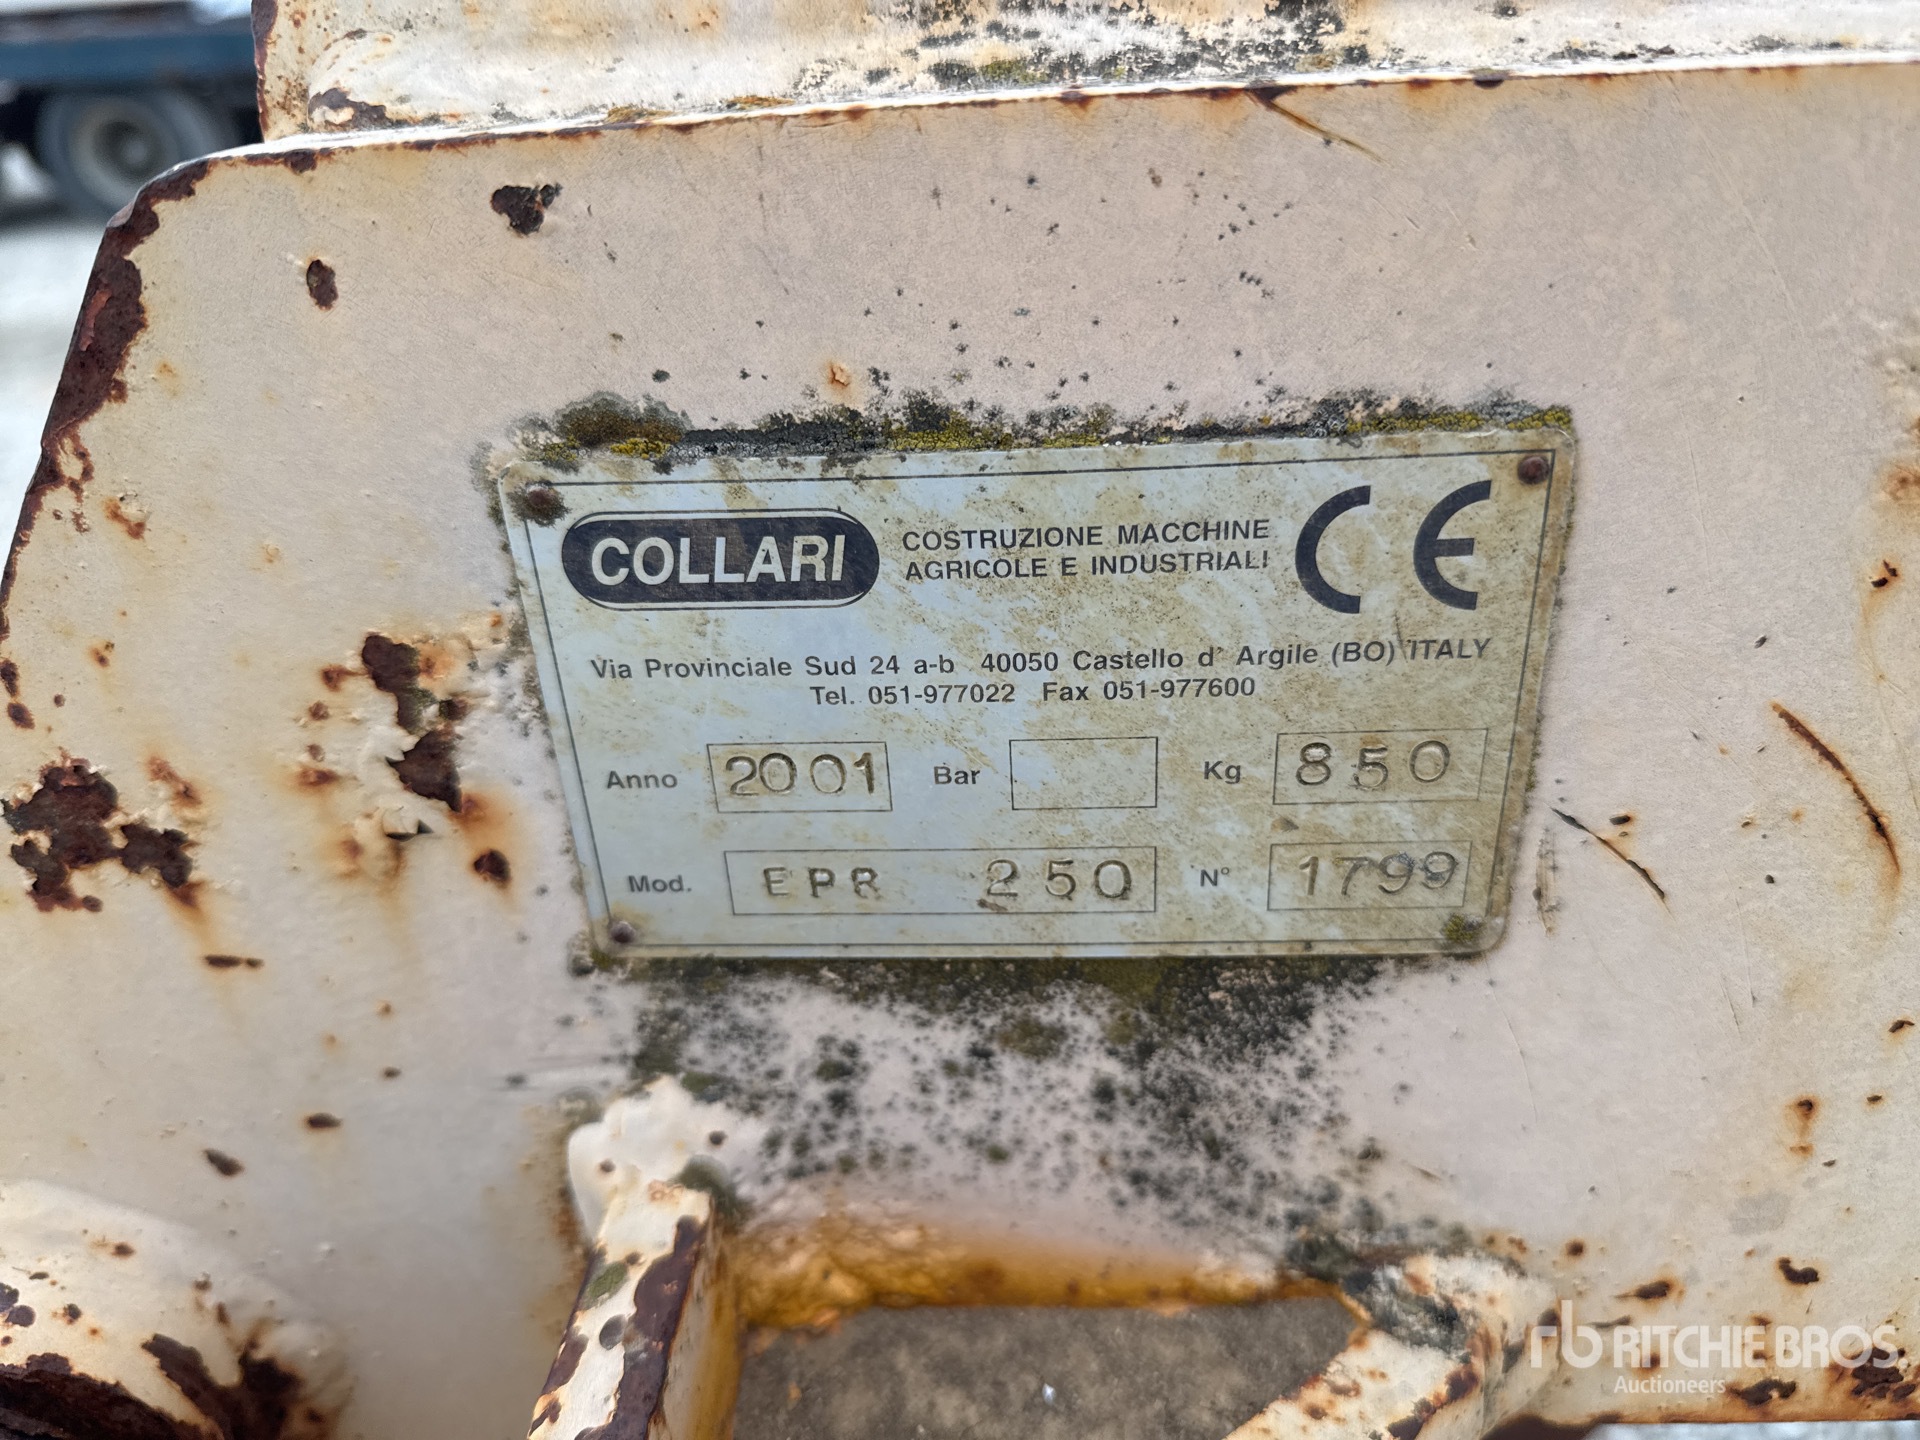 COLLARI
COSTRUZIONE MACCHINE
AGRICOLE E INDUSTRIALI
CE
Via Provinciale Sud 24 a-b 40050 Castello d' Argile (BO) ITALY
Tel. 051-977022 Fax 051-977600
Anno 2001 Bar Kg 850
Mod. EPR 250 N° 1799
rb RITCHIE BROS
Auctioneers